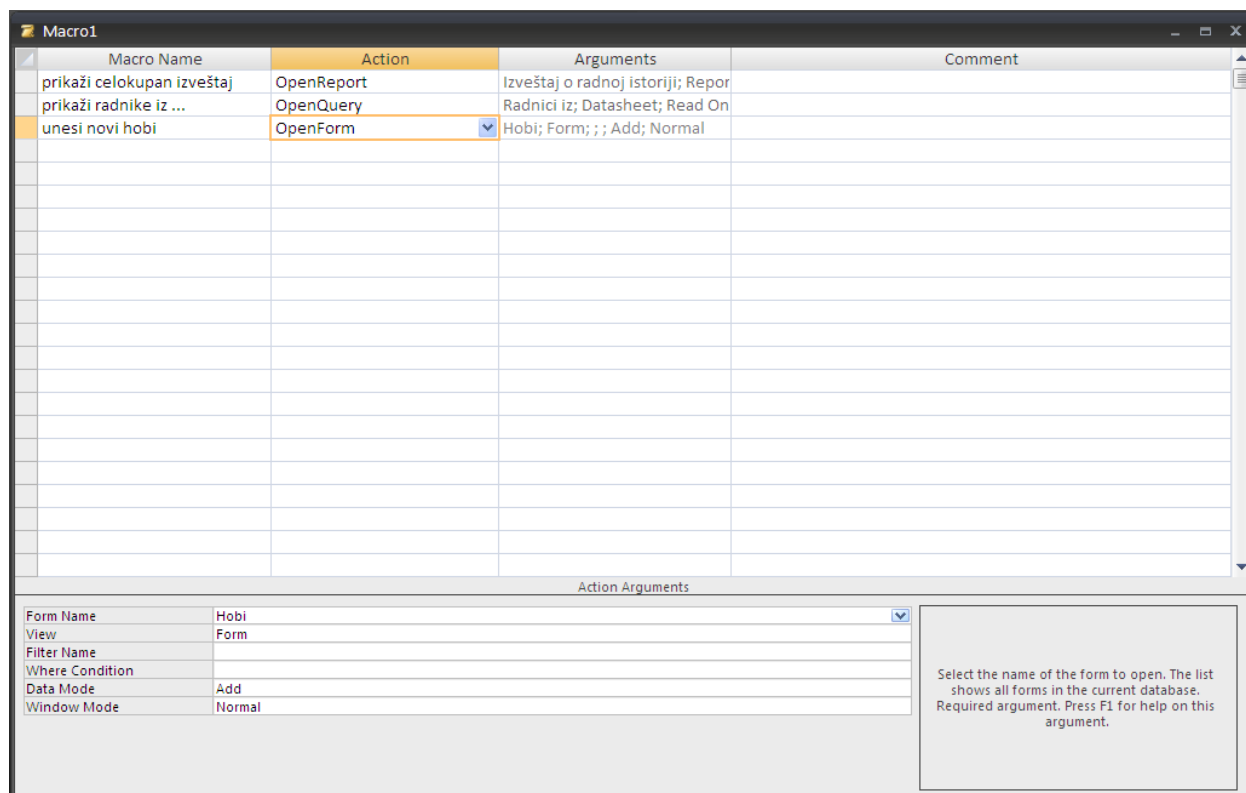 Macro1
Macro Name Action Arguments Comment
prikaži celokupan izveštaj OpenReport Izveštaj o radnoj istoriji; Repor
prikaži radnike iz ... OpenQuery Radnici iz; Datasheet; Read On
unesi novi hobi OpenForm Hobi; Form; ; ; Add; Normal
Action Arguments
Form Name Hobi
View Form
Filter Name
Where Condition
Data Mode Add
Window Mode Normal
Select the name of the form to open. The list
shows all forms in the current database.
Required argument. Press F1 for help on this
argument.